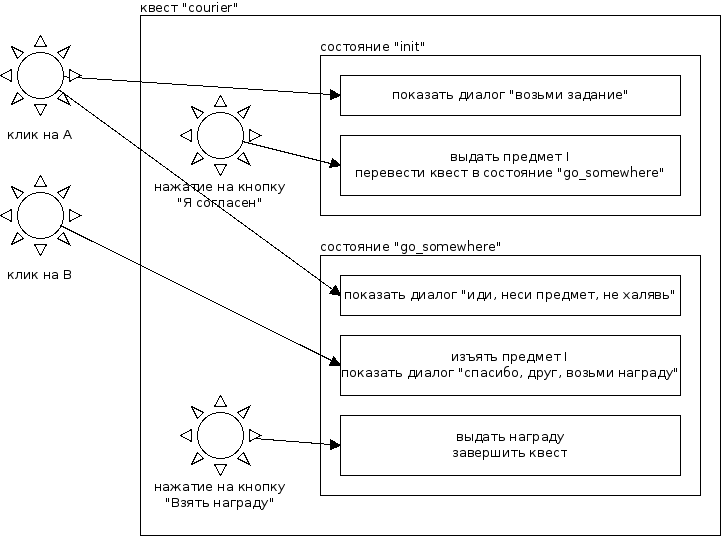 квест "courier"
состояние "init"
показать диалог "возьми задание"
клик на А
выдать предмет I
перевести квест в состояние "go_somewhere"
нажатие на кнопку
"Я согласен"
состояние "go_somewhere"
клик на В
показать диалог "иди, неси предмет, не халявь"
изъять предмет I
показать диалог "спасибо, друг, возьми награду"
выдать награду
завершить квест
нажатие на кнопку
"Взять награду"